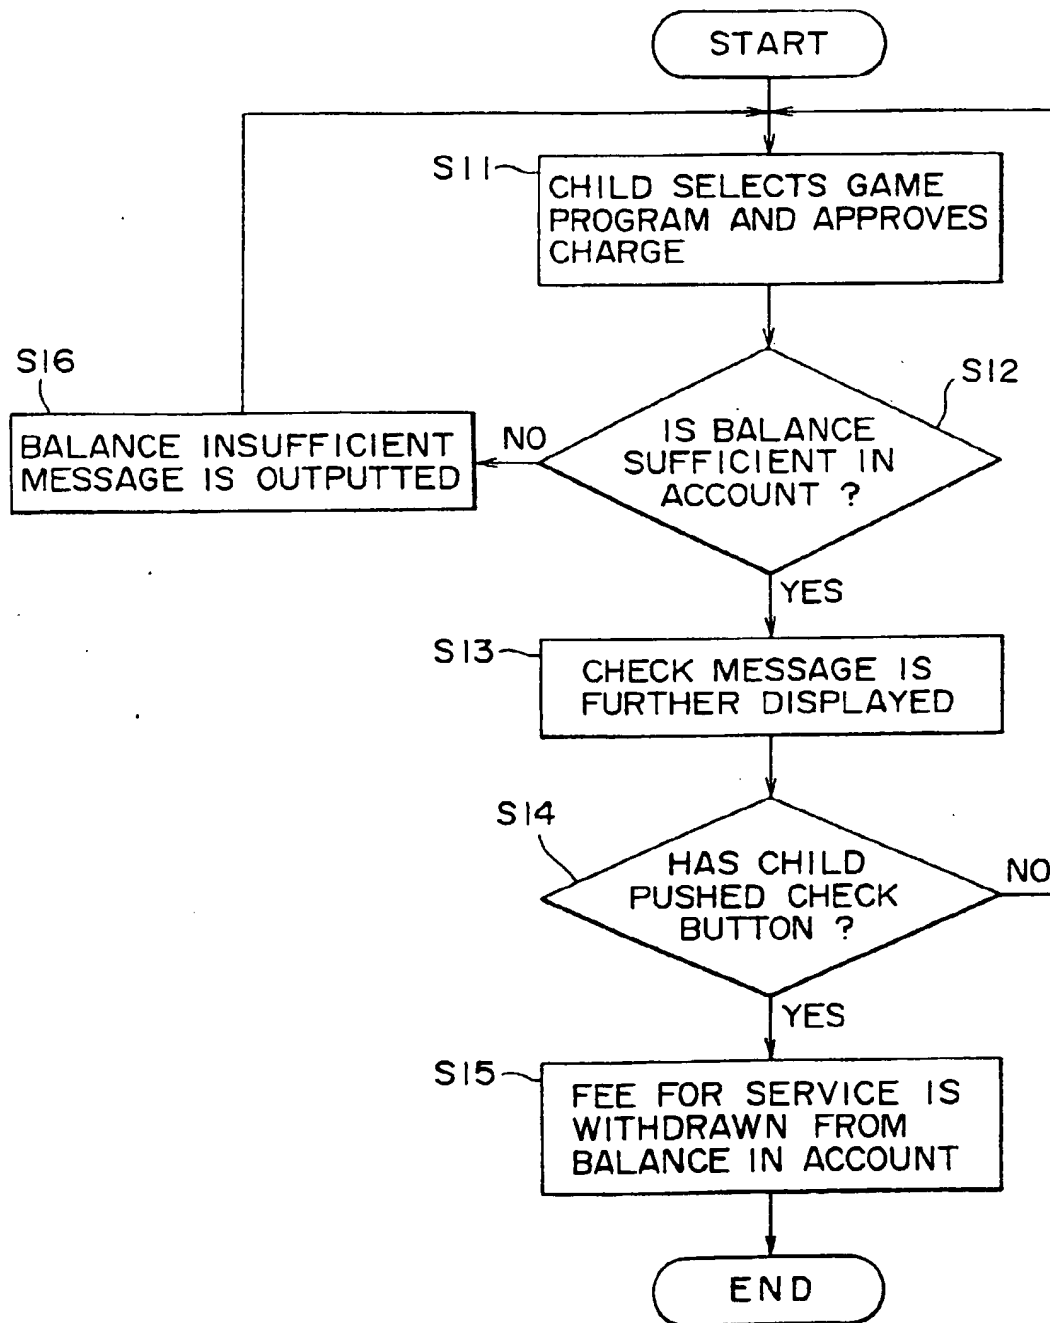 START
S11
CHILD SELECTS GAME
PROGRAM AND APPROVES
CHARGE
S16
S12
BALANCE INSUFFICIENT
MESSAGE IS OUTPUTTED
NO
IS BALANCE
SUFFICIENT IN
ACCOUNT ?
YES
S13
CHECK MESSAGE IS
FURTHER DISPLAYED
S14
HAS CHILD
PUSHED CHECK
BUTTON ?
NO
YES
S15
FEE FOR SERVICE IS
WITHDRAWN FROM
BALANCE IN ACCOUNT
END